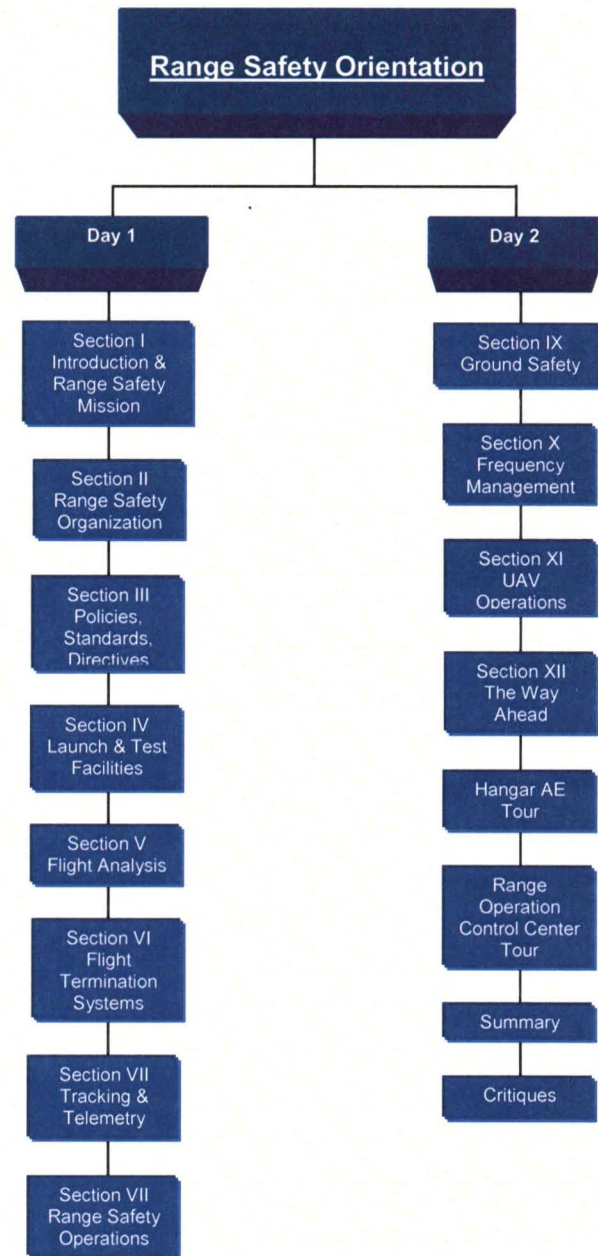 Range Safety Orientation
Day 1
Section I
Introduction &
Range Safety
Mission
Section II
Range Safety
Organization
Section III
Policies,
Standards,
Directives
Section IV
Launch & Test
Facilities
Section V
Flight Analysis
Section VI
Flight
Termination
Systems
Section VII
Tracking &
Telemetry
Section VII
Range Safety
Operations
Day 2
Section IX
Ground Safety
Section X
Frequency
Management
Section XI
UAV
Operations
Section XII
The Way
Ahead
Hangar AE
Tour
Range
Operation
Control Center
Tour
Summary
Critiques